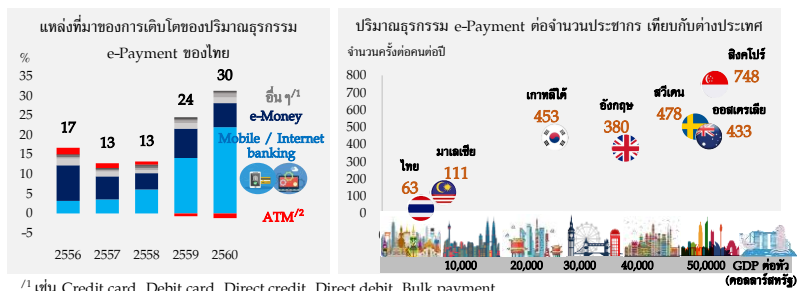 แหล่งที่มาของการเติบโตของปริมาณธุรกรรม
e-Payment ของไทย
%
35
30
25
20
15
10
5
0
-5
17
13
13
24
30
อื่น ๆ/1
e-Money
Mobile / Internet
banking
ATM/2
2556
2557
2558
2559
2560
ปริมาณธุรกรรม e-Payment ต่อจำนวนประชากร เทียบกับต่างประเทศ
จำนวนครั้งต่อคนต่อปี
800
700
600
500
400
300
200
100
0
ไทย
63
มาเลเซีย
111
เกาหลีใต้
453
อังกฤษ
380
สวีเดน
478
สิงคโปร์
748
ออสเตรเลีย
433
10,000
20,000
30,000
40,000
50,0000
GDP ต่อหัว
(ดอลลาร์สหรัฐ)
/1 เช่น Credit card, Debit card, Direct credit, Direct debit, Bulk payment